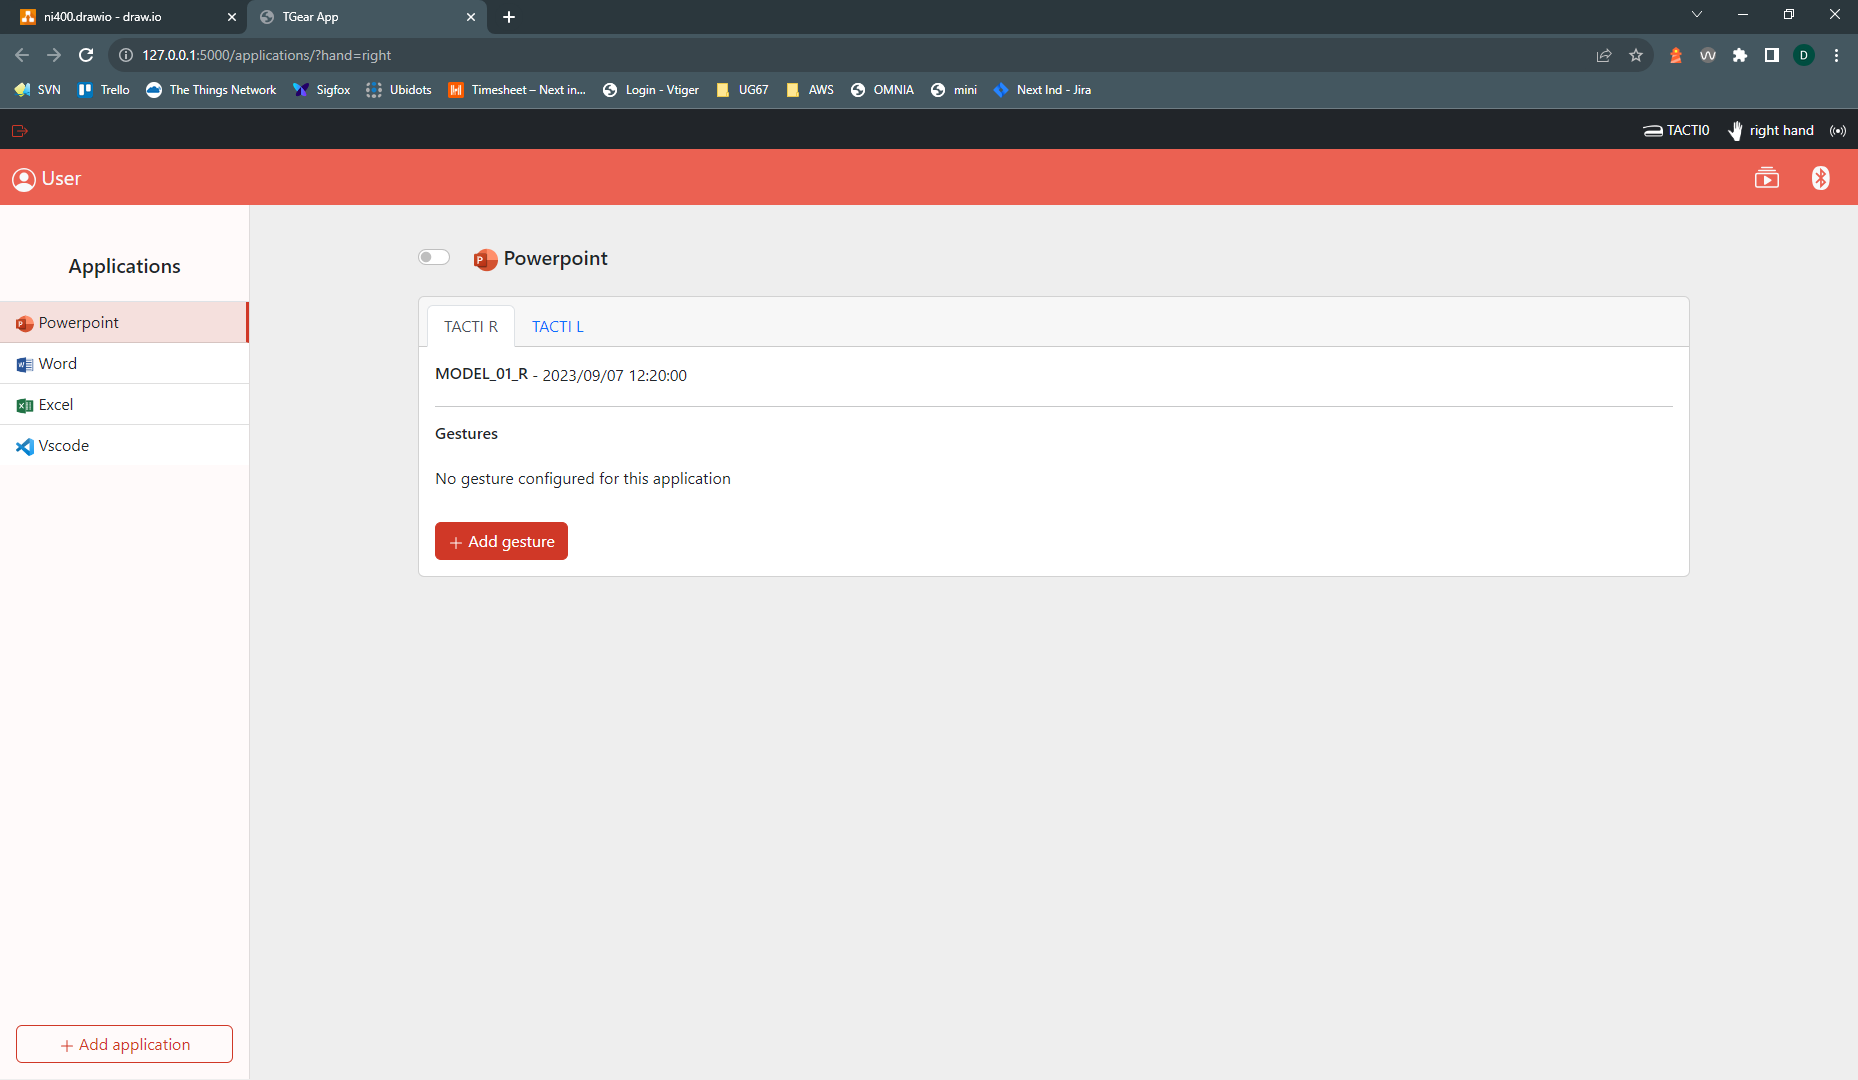 ni400.drawio - draw.io
TGear App
127.0.0.1:5000/applications/?hand=right
D
SVN
Trello
The Things Network
Sigfox
Ubidots
Timesheet – Next in...
Login - Vtiger
UG67
AWS
OMNIA
mini
Next Ind - Jira
TACTI0
right hand
User
Applications
Powerpoint
Word
Excel
Vscode
Add application
Powerpoint
TACTI R
TACTI L
MODEL_01_R - 2023/09/07 12:20:00
Gestures
No gesture configured for this application
Add gesture